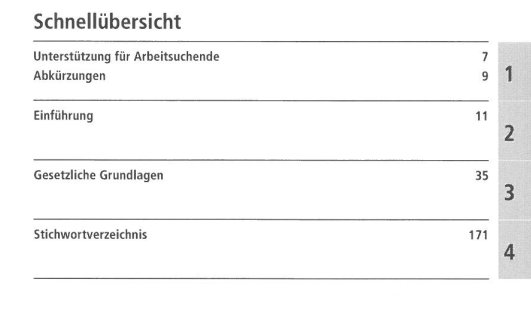 Schnellübersicht
Unterstützung für Arbeitsuchende 7
Abkürzungen 9
1
Einführung 11
2
Gesetzliche Grundlagen 35
3
Stichwortverzeichnis 171
4